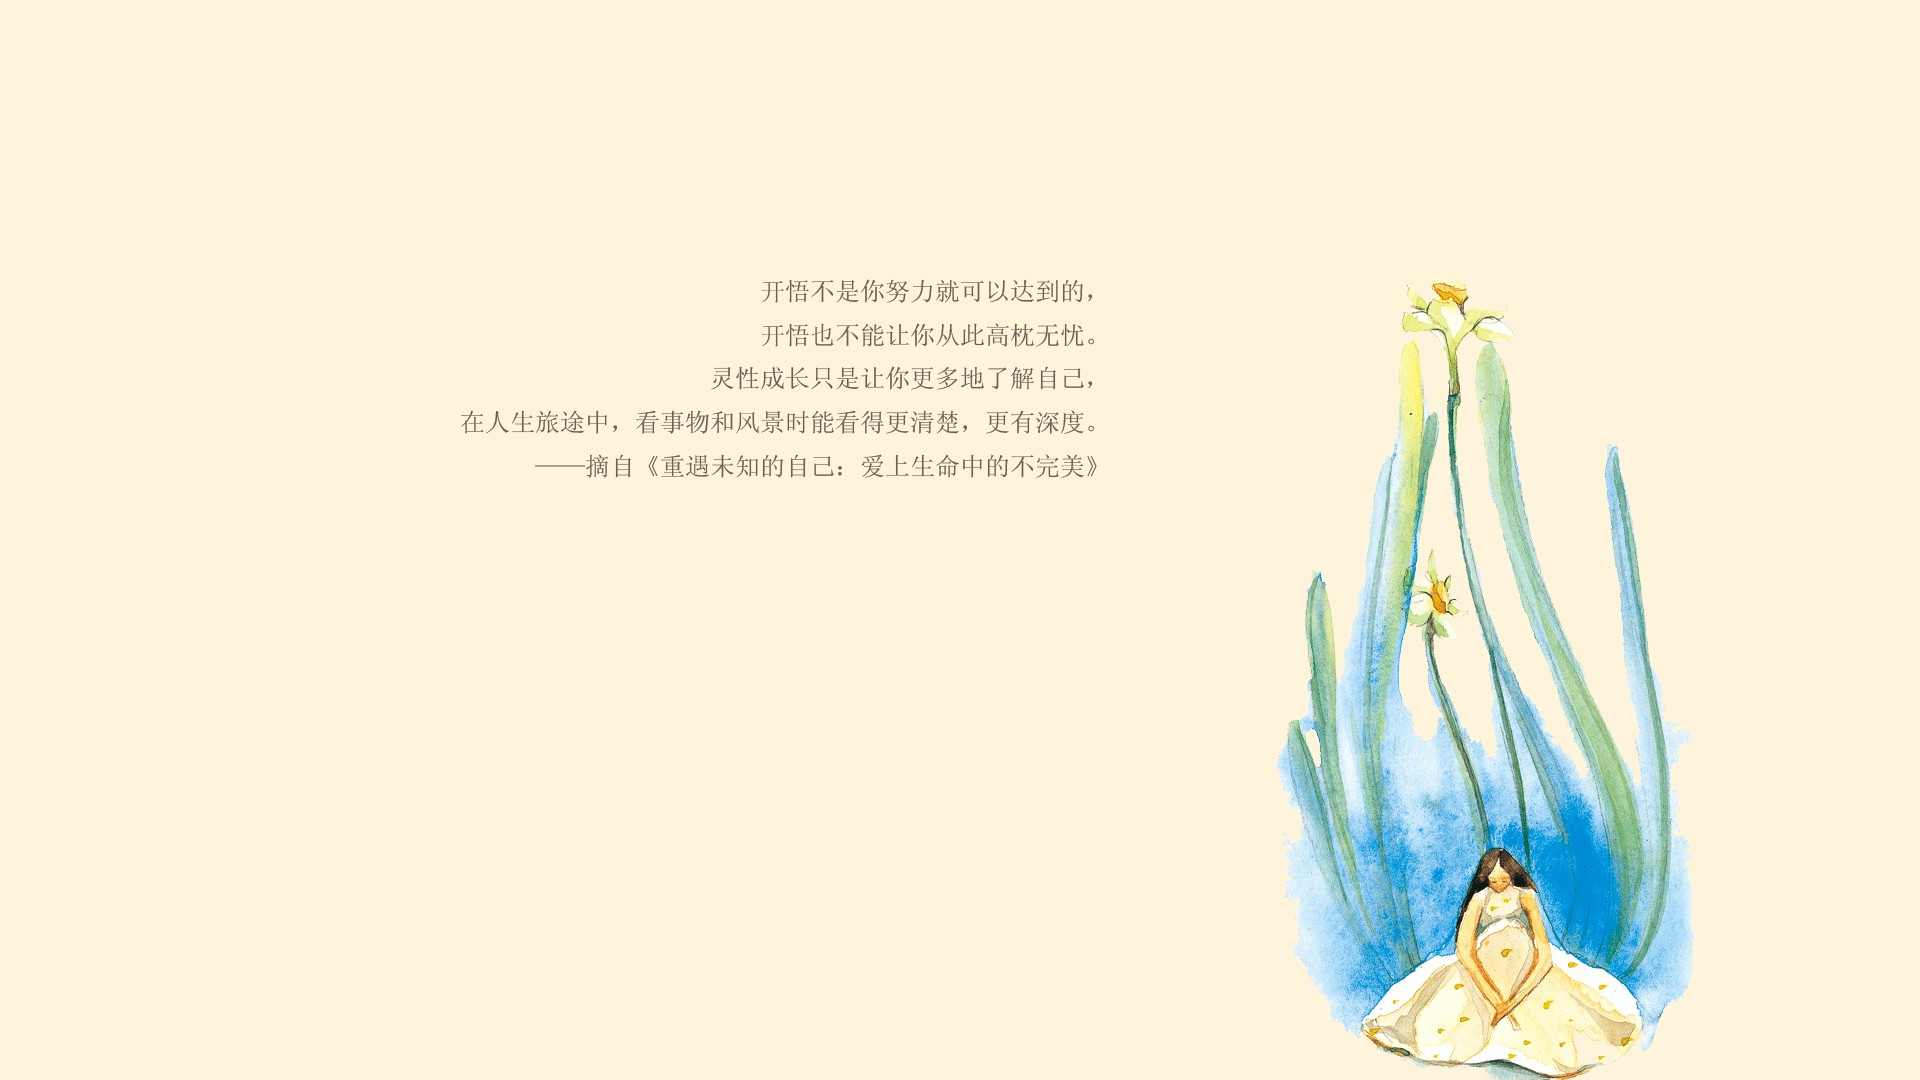 开悟不是你努力就可以达到的，
开悟也不能让你从此高枕无忧。
灵性成长只是让你更多地了解自己，
在人生旅途中，看事物和风景时能看得更清楚，更有深度。
——摘自《重遇未知的自己：爱上生命中的不完美》